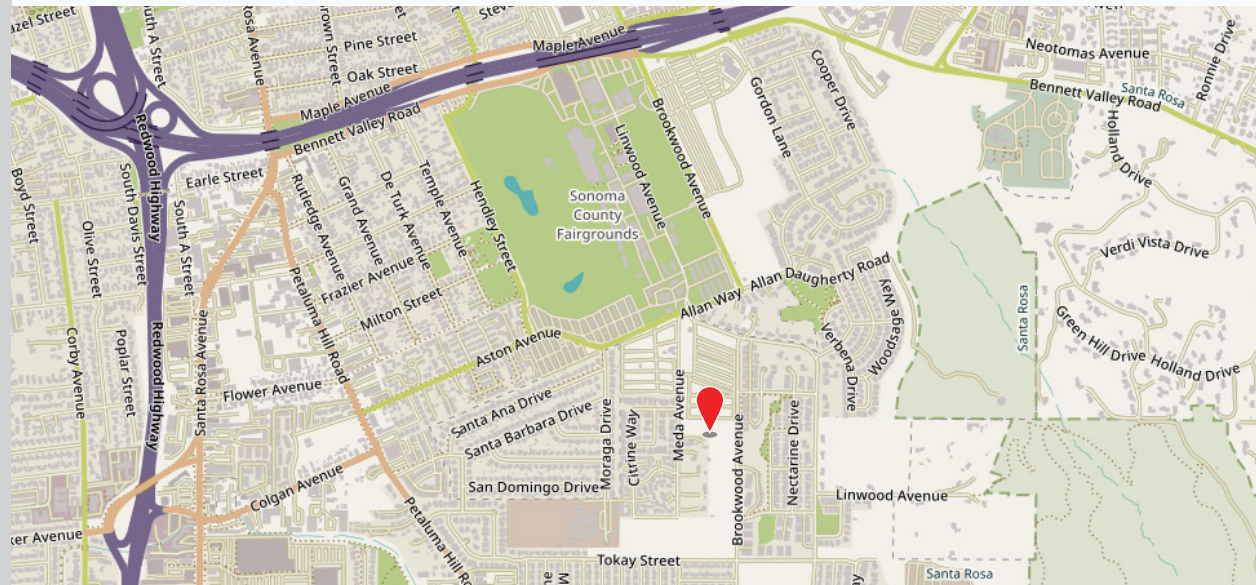 Pine Street
Oak Street
Maple Avenue
Maple Avenue
Bennett Valley Road
Neotomas Avenue
Ronnie Drive
Santa Rosa
Bennett Valley Road
Cooper Drive
Gordon Lane
Brookwood Avenue
Linwood Avenue
Holland Drive
Redwood Highway
Earle Street
Boyd Street
South Davis Street
South A Street
Olive Street
Rutledge Avenue
Grand Avenue
De Turk Avenue
Temple Avenue
Hendley Street
Sonoma
County
Fairgrounds
Verdi Vista Drive
Frazier Avenue
Milton Street
Petaluma Hill Road
Allan Way
Allan Daugherty Road
Woodsage Way
Verbena Drive
Santa Rosa
Green Hill Drive
Holland Drive
Corby Avenue
Poplar Street
Redwood Highway
Santa Rosa Avenue
Flower Avenue
Aston Avenue
Santa Ana Drive
Santa Barbara Drive
Moraga Drive
Citrine Way
Meda Avenue
Brookwood Avenue
Nectarine Drive
Linwood Avenue
San Domingo Drive
Colgan Avenue
Petaluma Hill Ro
ker Avenue
Tokay Street
Santa Rosa